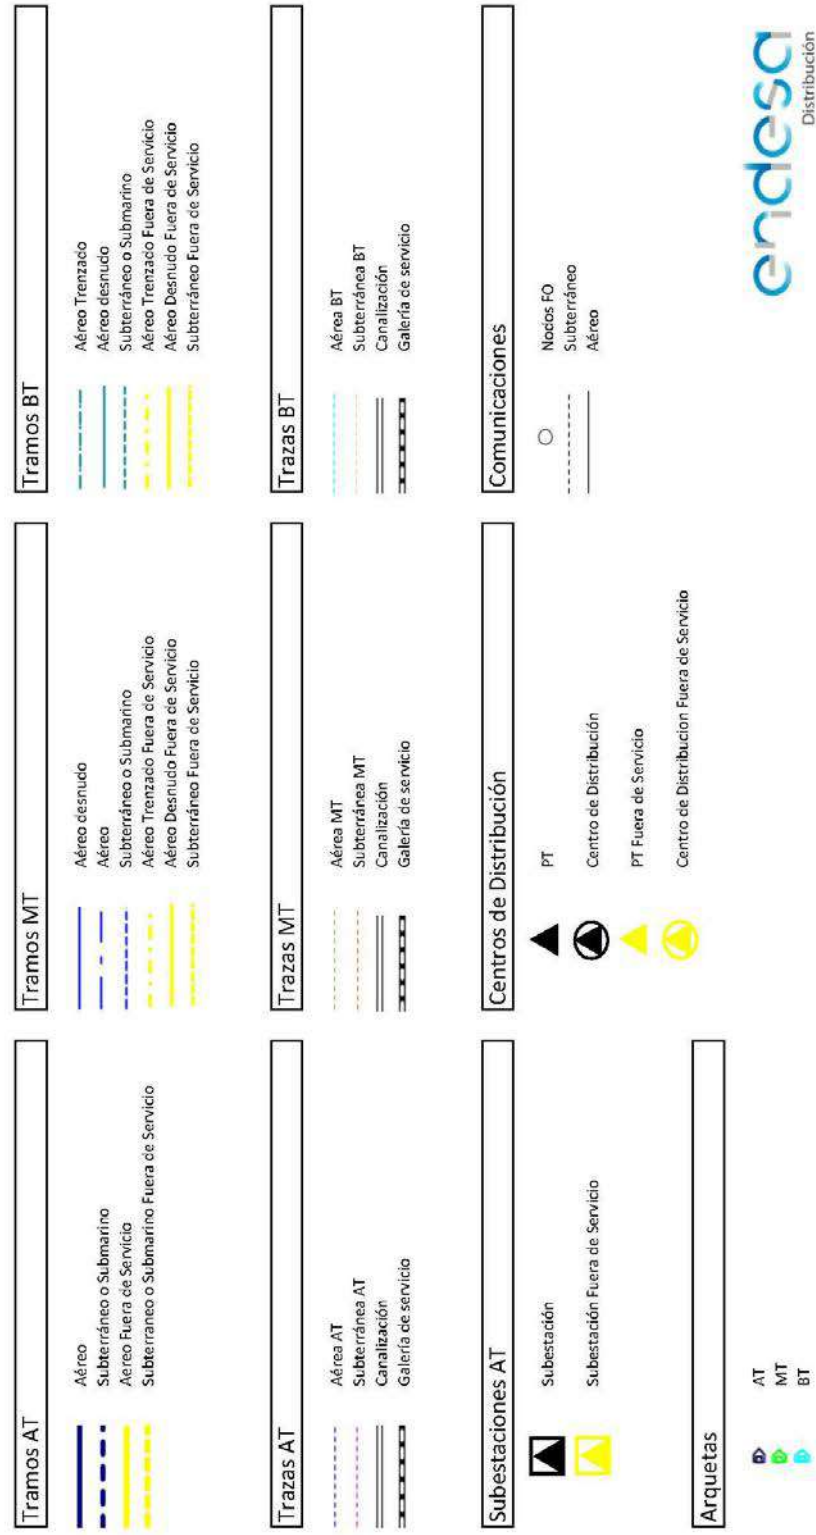 Tramos AT
Aéreo
Subterráneo o Submarino
Aereo Fuera de Servicio
Subterraneo o Submarino Fuera de Servicio
Tramos MT
Aéreo desnudo
Aéreo
Subterráneo o Submarino
Aéreo Trenzado Fuera de Servicio
Aéreo Desnudo Fuera de Servicio
Subterráneo Fuera de Servicio
Tramos BT
Aéreo Trenzado
Aéreo desnudo
Subterráneo o Submarino
Aéreo Trenzado Fuera de Servicio
Aéreo Desnudo Fuera de Servicio
Subterráneo Fuera de Servicio
Trazas AT
Aérea AT
Subterránea AT
Canalización
Galería de servicio
Trazas MT
Aérea MT
Subterránea MT
Canalización
Galería de servicio
Trazas BT
Aérea BT
Subterránea BT
Canalización
Galería de servicio
Subestaciones AT
Subestación
Subestación Fuera de Servicio
Centros de Distribución
PT
Centro de Distribución
PT Fuera de Servicio
Centro de Distribucion Fuera de Servicio
Comunicaciones
Nodos FO
Subterráneo
Aéreo
Arquetas
AT
MT
BT
endesa
Distribución